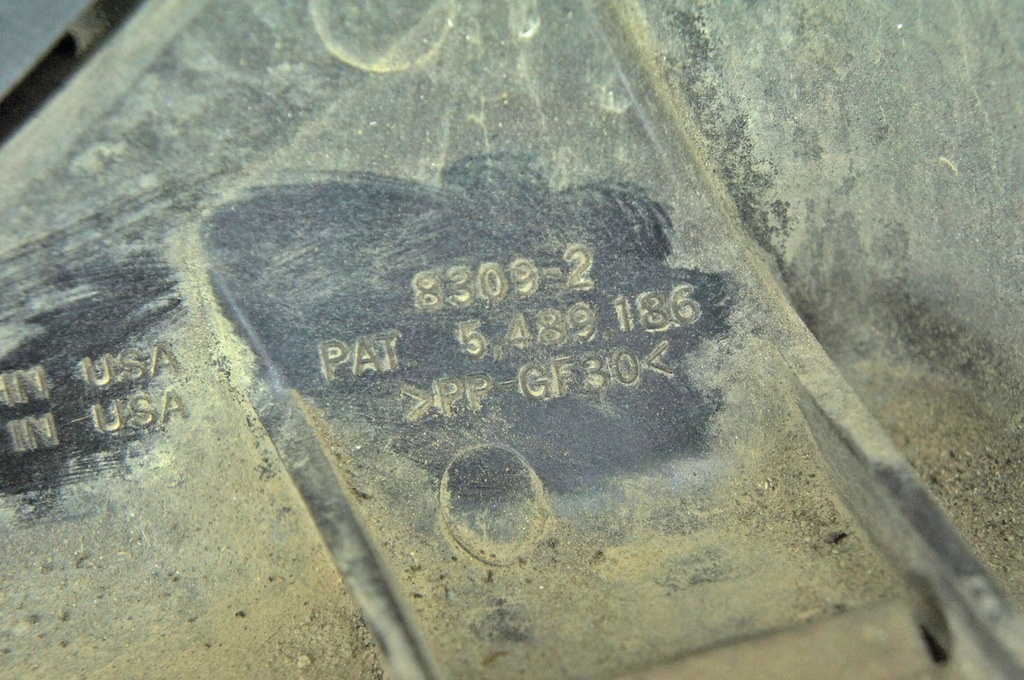 8309-2
PAT. 5,489,186
>PP-GF30<
IN USA
IN USA